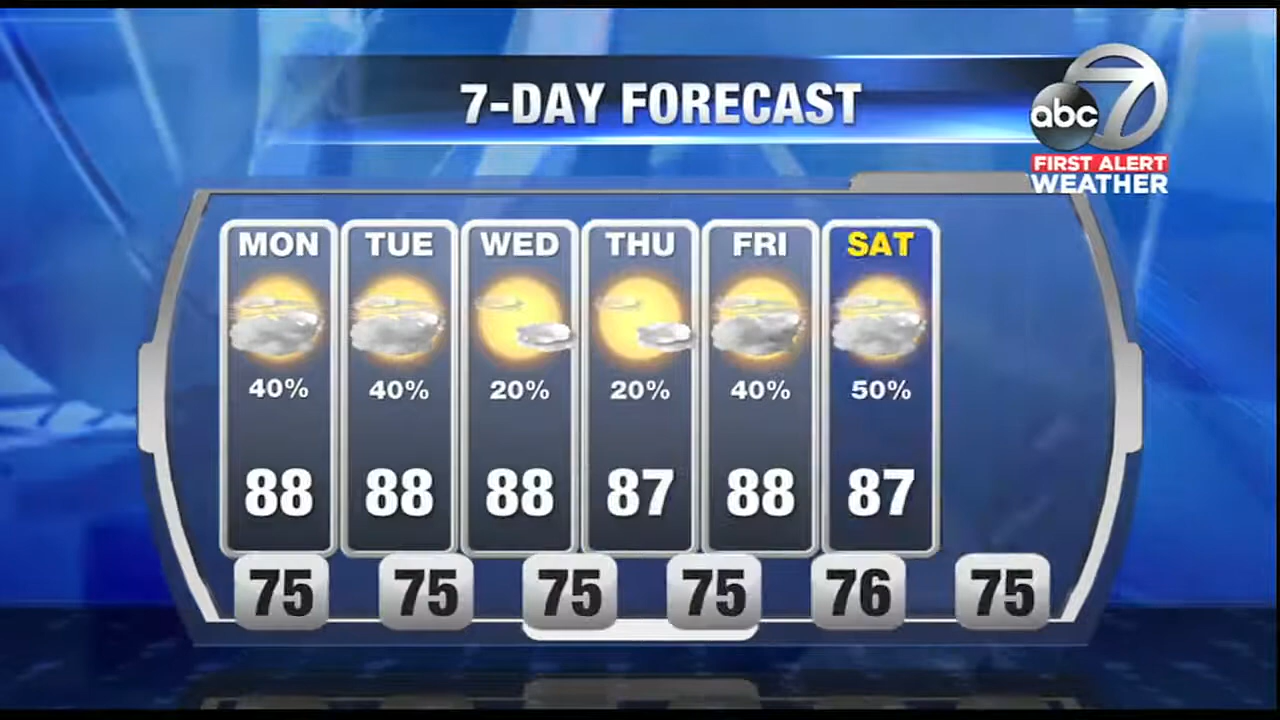 7-DAY FORECAST
abc 7
FIRST ALERT
WEATHER
MON TUE WED THU FRI SAT
40% 40% 20% 20% 40% 50%
88 88 88 87 88 87
75 75 75 75 76 75